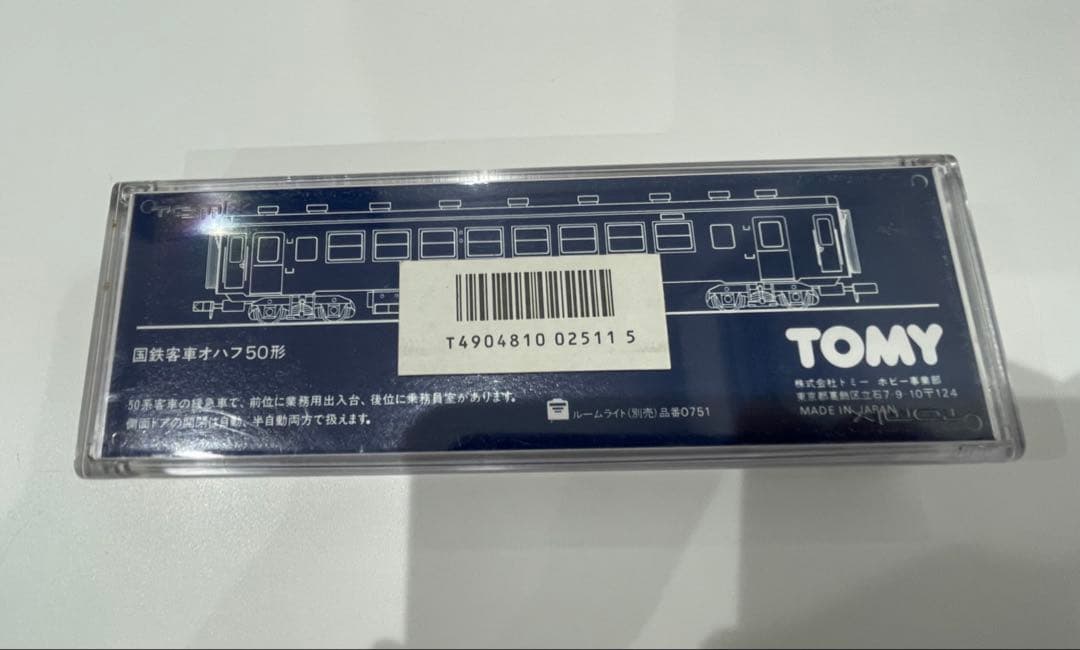 T4904810 02511 5
国鉄客車オハフ50形
50系客車の緩急車で、前位に業務用出入台、後位に乗務員室があります。
側面ドアの開閉は自動、半自動両方で扱えます。
ルームライト(別売)品番0751
TOMY
株式会社トミー ホビー事業部
東京都葛飾区立石7-9-10〒124
MADE IN JAPAN